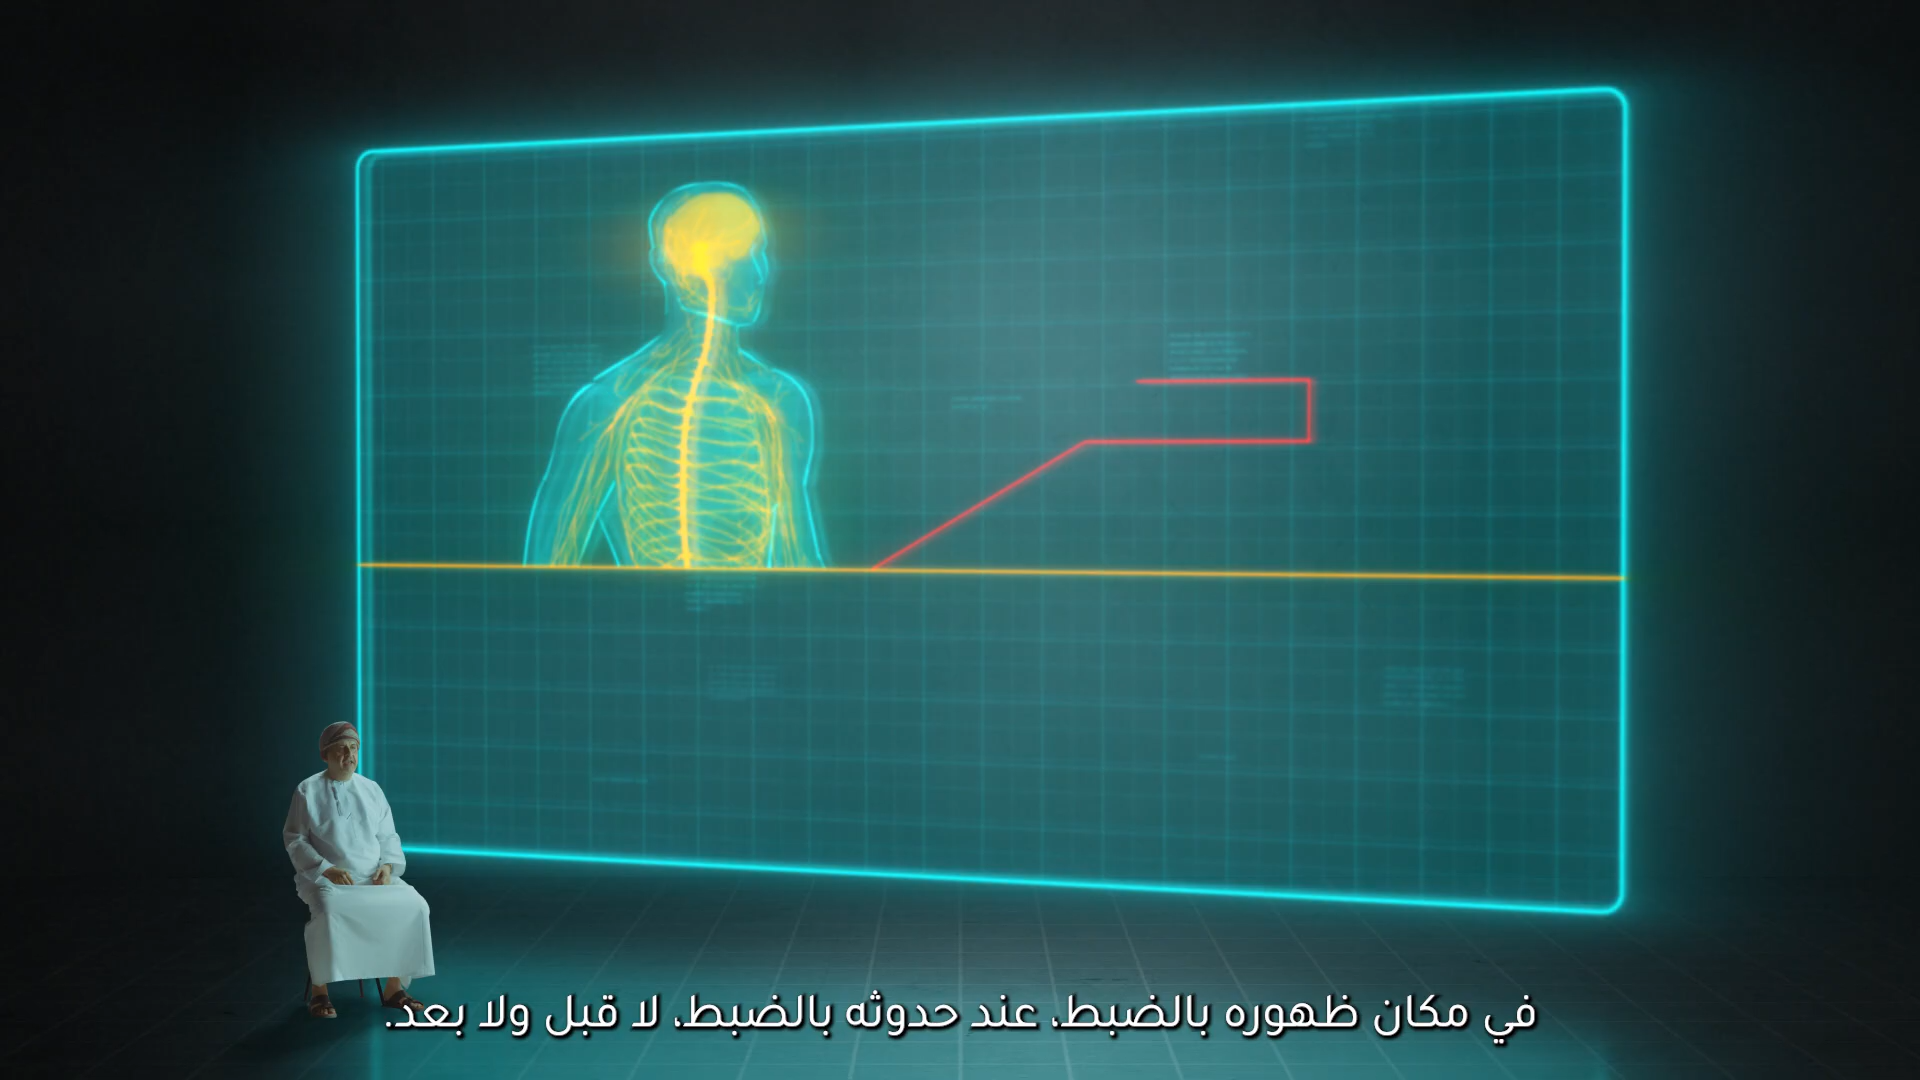 في مكان ظهوره بالضبط، عند حدوثه بالضبط، لا قبل ولا بعد.